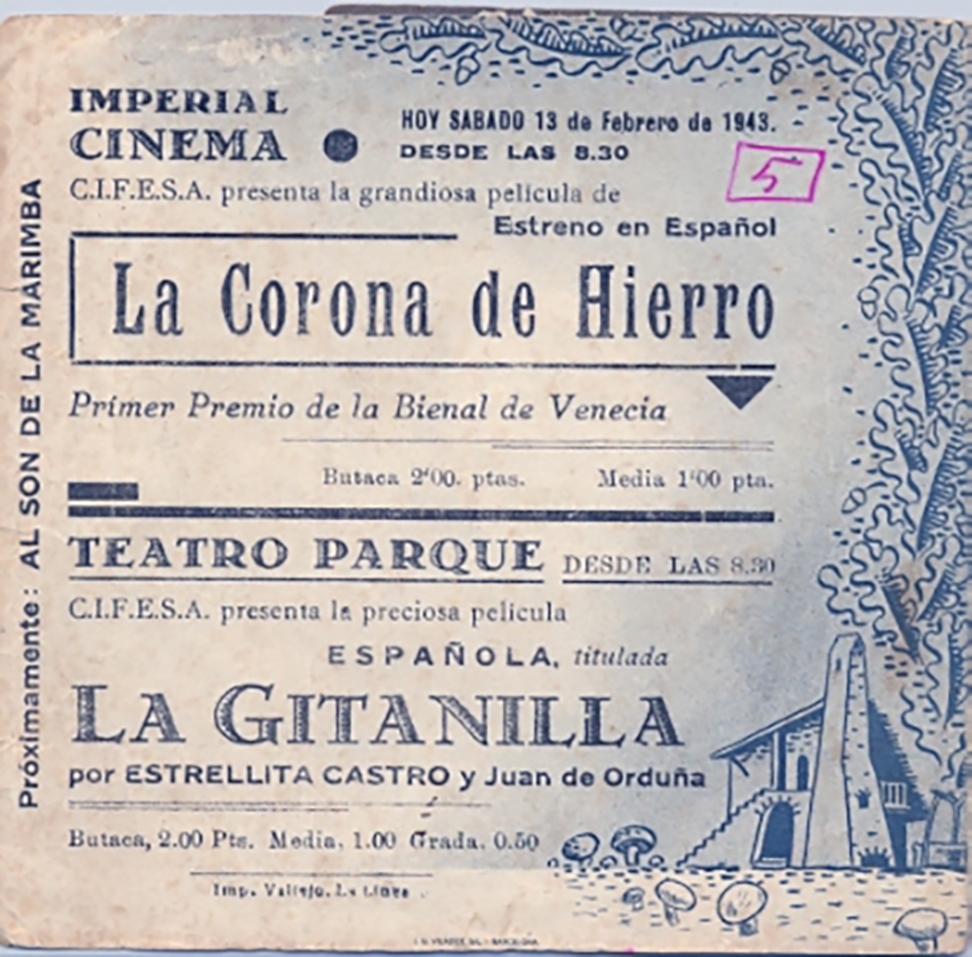 IMPERIAL
CINEMA
HOY SABADO 13 de Febrero de 1943.
DESDE LAS 8.30
5
C.I.F.E.S.A. presenta la grandiosa película de
Estreno en Español
La Corona de Hierro
Primer Premio de la Bienal de Venecia
Butaca 2'00. ptas. Media 1'00 pta.
TEATRO PARQUE DESDE LAS 8.30
C.I.F.E.S.A. presenta la preciosa película
ESPAÑOLA, titulada
LA GITANILLA
por ESTRELLITA CASTRO y Juan de Orduña
Butaca, 2.00 Pts. Media, 1.00 Grada, 0.50
Imp. Vallejo. La Línea
Próximamente: AL SON DE LA MARIMBA